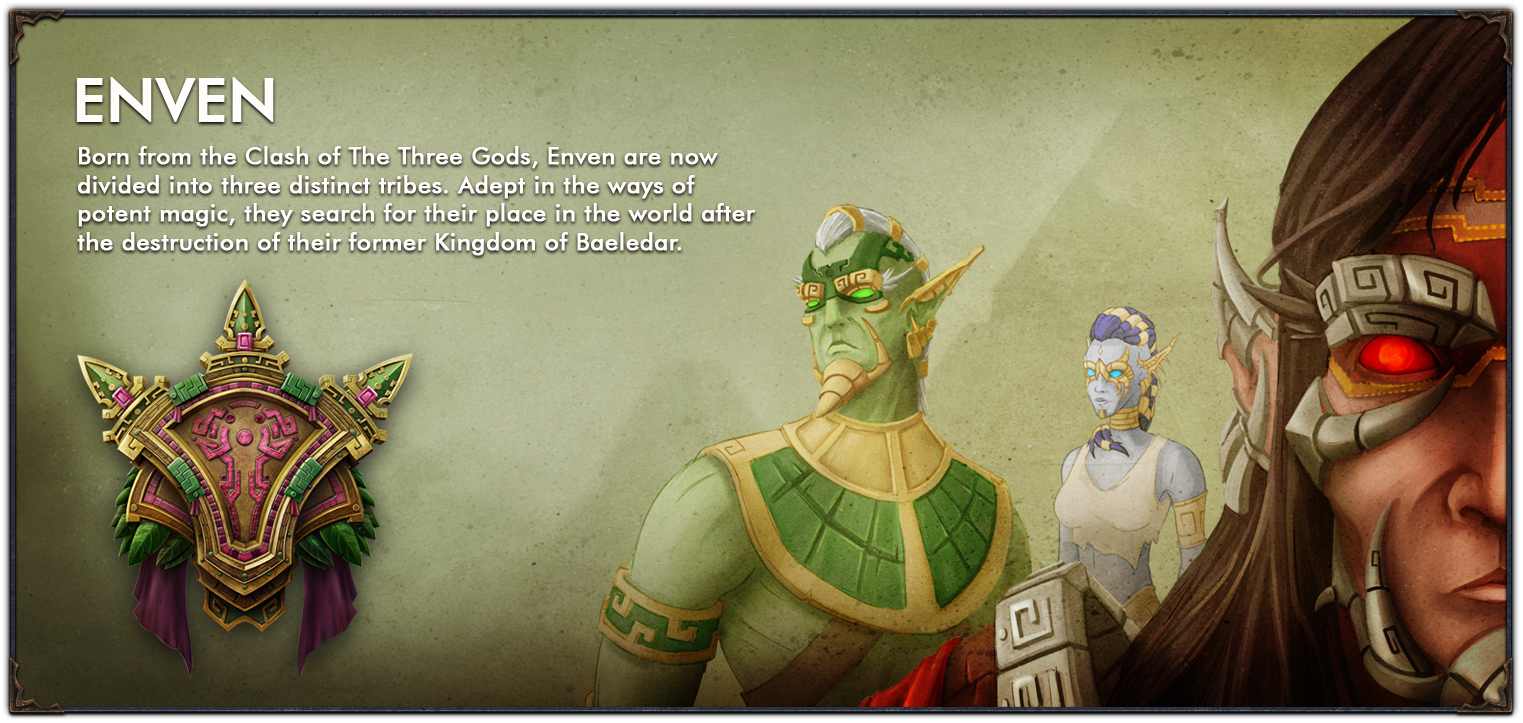 ENVEN
Born from the Clash of The Three Gods, Enven are now
divided into three distinct tribes. Adept in the ways of
potent magic, they search for their place in the world after
the destruction of their former Kingdom of Baeledar.